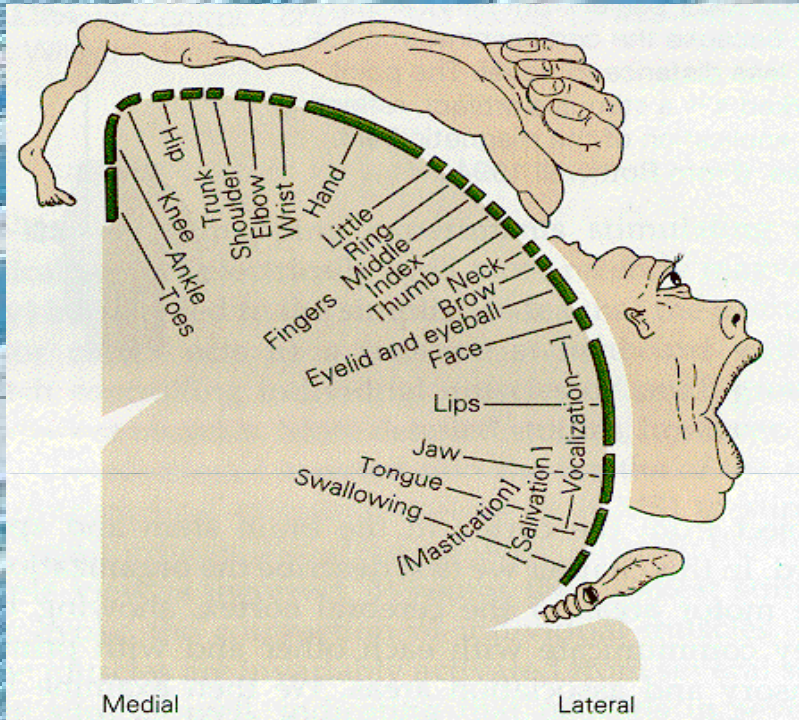 Hip
Trunk
Shoulder
Elbow
Wrist
Hand
Knee
Ankle
Toes
Little
Ring
Middle
Index
Thumb
Fingers
Neck
Brow
Eyelid and eyeball
Face
Lips
Jaw
Tongue
Swallowing
[Mastication]
Salivation]
Vocalization
Medial
Lateral